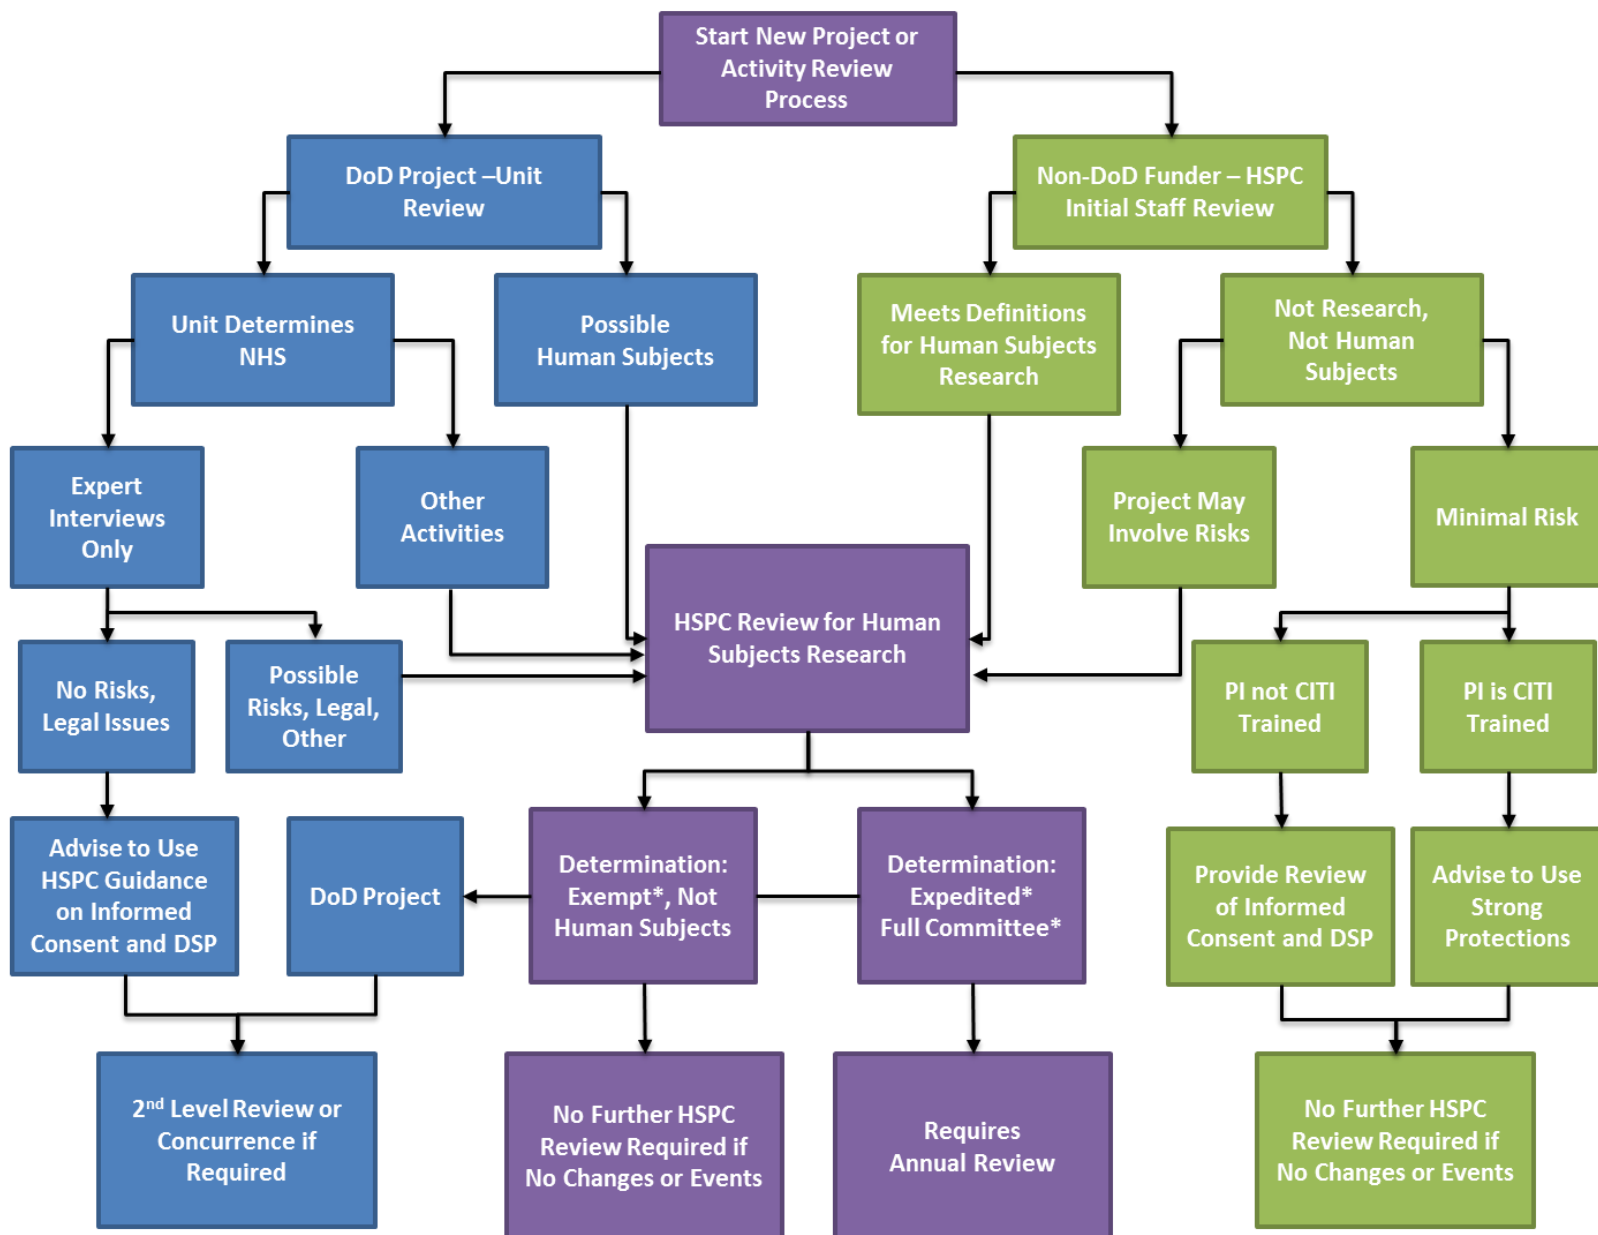 Start New Project or
Activity Review
Process
DoD Project –Unit
Review
Non-DoD Funder – HSPC
Initial Staff Review
Unit Determines
NHS
Possible
Human Subjects
Meets Definitions
for Human Subjects
Research
Not Research,
Not Human
Subjects
Expert
Interviews
Only
Other
Activities
Project May
Involve Risks
Minimal Risk
HSPC Review for Human
Subjects Research
No Risks,
Legal Issues
Possible
Risks, Legal,
Other
PI not CITI
Trained
PI is CITI
Trained
Advise to Use
HSPC Guidance
on Informed
Consent and DSP
DoD Project
Determination:
Exempt*, Not
Human Subjects
Determination:
Expedited*
Full Committee*
Provide Review
of Informed
Consent and DSP
Advise to Use
Strong
Protections
2nd Level Review or
Concurrence if
Required
No Further HSPC
Review Required if
No Changes or Events
Requires
Annual Review
No Further HSPC
Review Required if
No Changes or Events